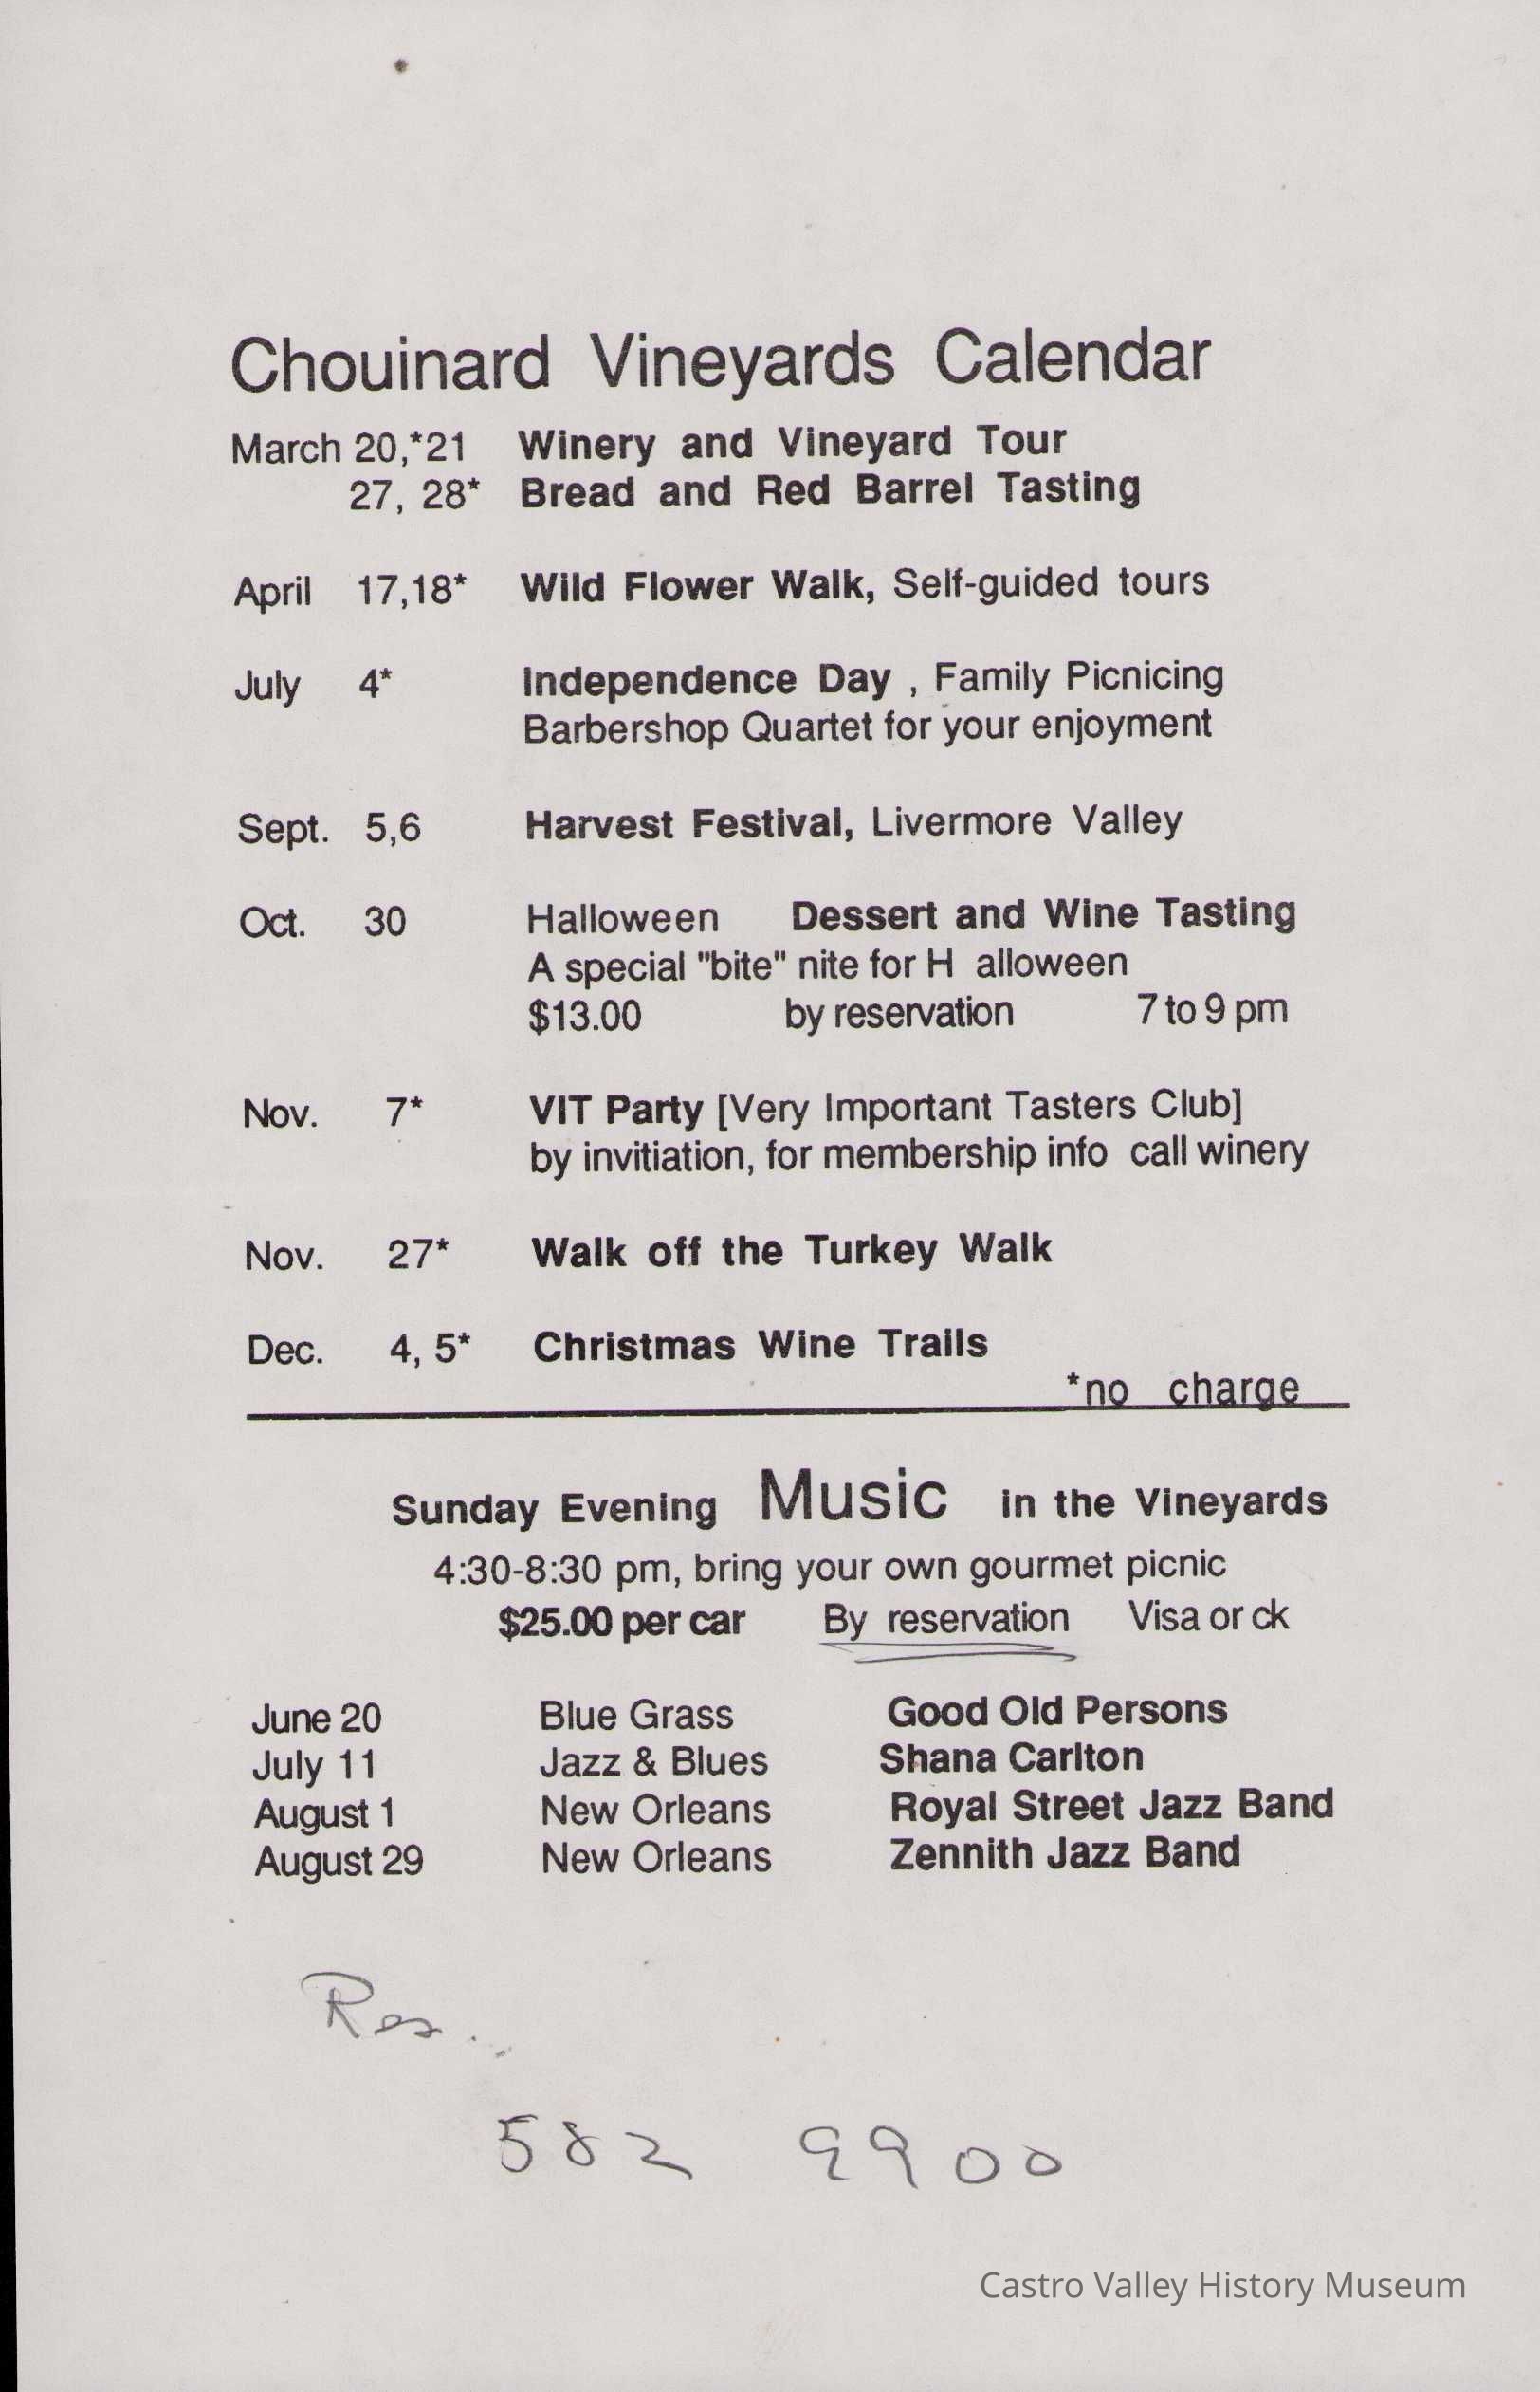 Chouinard Vineyards Calendar
March 20,*21 Winery and Vineyard Tour
27, 28* Bread and Red Barrel Tasting
April 17,18* Wild Flower Walk, Self-guided tours
July 4* Independence Day , Family Picnicing
Barbershop Quartet for your enjoyment
Sept. 5,6 Harvest Festival, Livermore Valley
Oct. 30 Halloween Dessert and Wine Tasting
A special "bite" nite for H alloween
$13.00 by reservation 7 to 9 pm
Nov. 7* VIT Party [Very Important Tasters Club]
by invitiation, for membership info call winery
Nov. 27* Walk off the Turkey Walk
Dec. 4, 5* Christmas Wine Trails
*no charge
Sunday Evening Music in the Vineyards
4:30-8:30 pm, bring your own gourmet picnic
$25.00 per car By reservation Visa or ck
June 20 Blue Grass Good Old Persons
July 11 Jazz & Blues Shana Carlton
August 1 New Orleans Royal Street Jazz Band
August 29 New Orleans Zennith Jazz Band
Res.
582 9900
Castro Valley History Museum